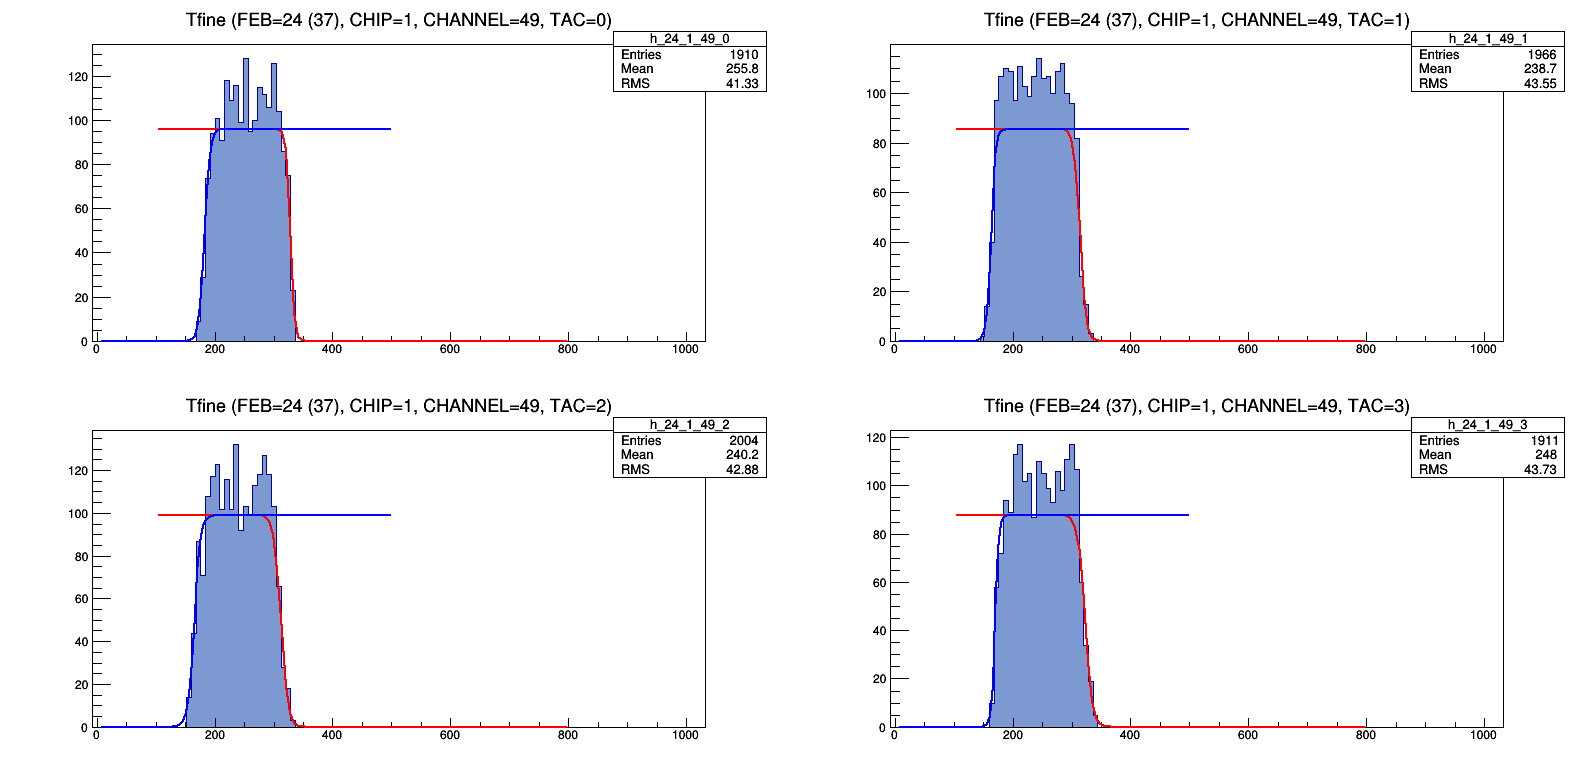 Tfine (FEB=24 (37), CHIP=1, CHANNEL=49, TAC=0)
h_24_1_49_0
Entries 1910
Mean 255.8
RMS 41.33
120
100
80
60
40
20
0
0 200 400 600 800 1000
Tfine (FEB=24 (37), CHIP=1, CHANNEL=49, TAC=1)
h_24_1_49_1
Entries 1966
Mean 238.7
RMS 43.55
100
80
60
40
20
0
0 200 400 600 800 1000
Tfine (FEB=24 (37), CHIP=1, CHANNEL=49, TAC=2)
h_24_1_49_2
Entries 2004
Mean 240.2
RMS 42.88
120
100
80
60
40
20
0
0 200 400 600 800 1000
Tfine (FEB=24 (37), CHIP=1, CHANNEL=49, TAC=3)
h_24_1_49_3
Entries 1911
Mean 248
RMS 43.73
120
100
80
60
40
20
0
0 200 400 600 800 1000